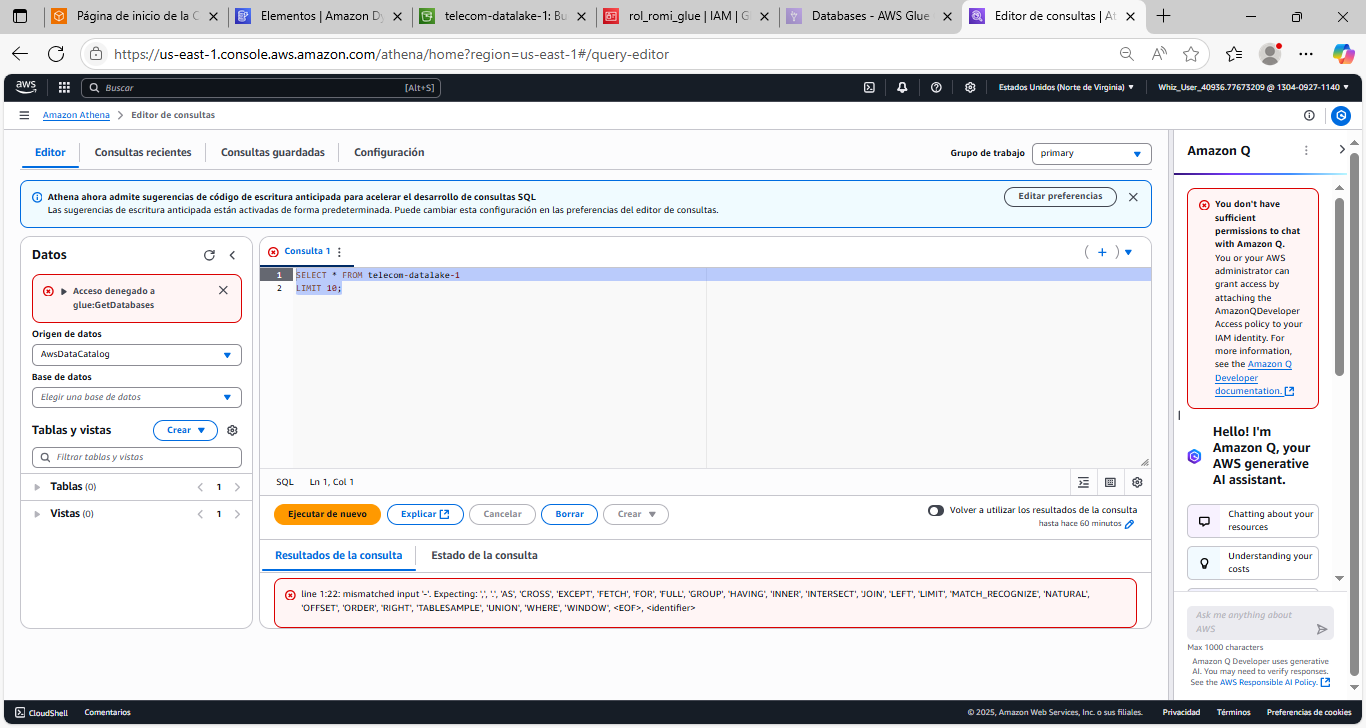 Página de inicio de la C
Elementos | Amazon Dy
telecom-datalake-1: Bu
rol_romi_glue | IAM | G
Databases - AWS Glue
Editor de consultas | At
https://us-east-1.console.aws.amazon.com/athena/home?region=us-east-1#/query-editor
aws
Buscar
[Alt+S]
Estados Unidos (Norte de Virginia)
Whiz_User_40936.77673209 @ 1304-0927-1140
Amazon Athena
Editor de consultas
Editor
Consultas recientes
Consultas guardadas
Configuración
Grupo de trabajo
primary
Athena ahora admite sugerencias de código de escritura anticipada para acelerar el desarrollo de consultas SQL
Las sugerencias de escritura anticipada están activadas de forma predeterminada. Puede cambiar esta configuración en las preferencias del editor de consultas.
Editar preferencias
Datos
Acceso denegado a
glue:GetDatabases
Origen de datos
AwsDataCatalog
Base de datos
Elegir una base de datos
Tablas y vistas
Crear
Filtrar tablas y vistas
Tablas (0)
1
Vistas (0)
1
Consulta 1
1 SELECT * FROM telecom-datalake-1
2 LIMIT 10;
SQL
Ln 1, Col 1
Ejecutar de nuevo
Explicar
Cancelar
Borrar
Crear
Volver a utilizar los resultados de la consulta
hasta hace 60 minutos
Resultados de la consulta
Estado de la consulta
line 1:22: mismatched input '-'. Expecting: ',', '.', 'AS', 'CROSS', 'EXCEPT', 'FETCH', 'FOR', 'FULL', 'GROUP', 'HAVING', 'INNER', 'INTERSECT', 'JOIN', 'LEFT', 'LIMIT', 'MATCH_RECOGNIZE', 'NATURAL',
'OFFSET', 'ORDER', 'RIGHT', 'TABLESAMPLE', 'UNION', 'WHERE', 'WINDOW', <EOF>, <identifier>
Amazon Q
You don't have
sufficient
permissions to chat
with Amazon Q.
You or your AWS
administrator can
grant access by
attaching the
AmazonQDeveloper
Access policy to your
IAM identity. For
more information,
see the Amazon Q
Developer
documentation.
Hello! I'm
Amazon Q, your
AWS generative
AI assistant.
Chatting about your
resources
Understanding your
costs
Ask me anything about
AWS
Max 1000 characters
Amazon Q Developer uses generative
AI. You may need to verify responses.
See the AWS Responsible AI Policy.
CloudShell
Comentarios
© 2025, Amazon Web Services, Inc. o sus filiales.
Privacidad
Términos
Preferencias de cookies